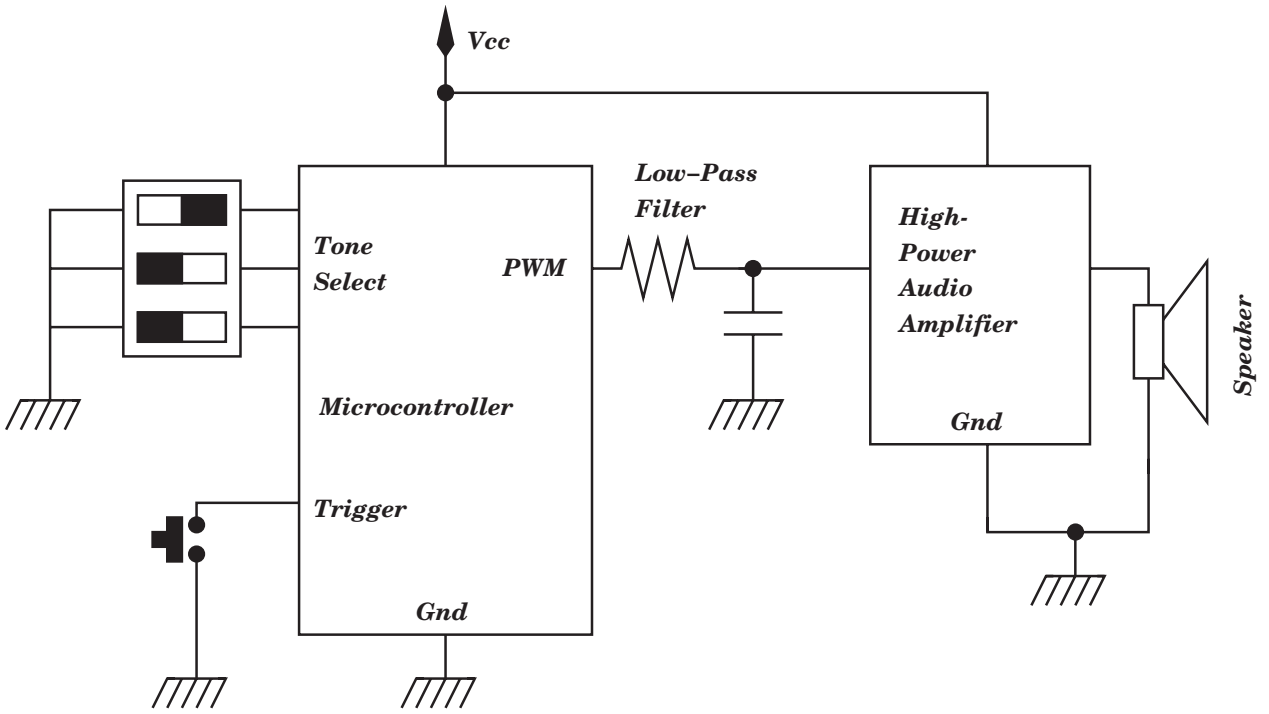 Vcc
Low–Pass
Filter
High-
Power
Audio
Amplifier
Tone
Select
PWM
Speaker
Microcontroller
Gnd
Trigger
Gnd